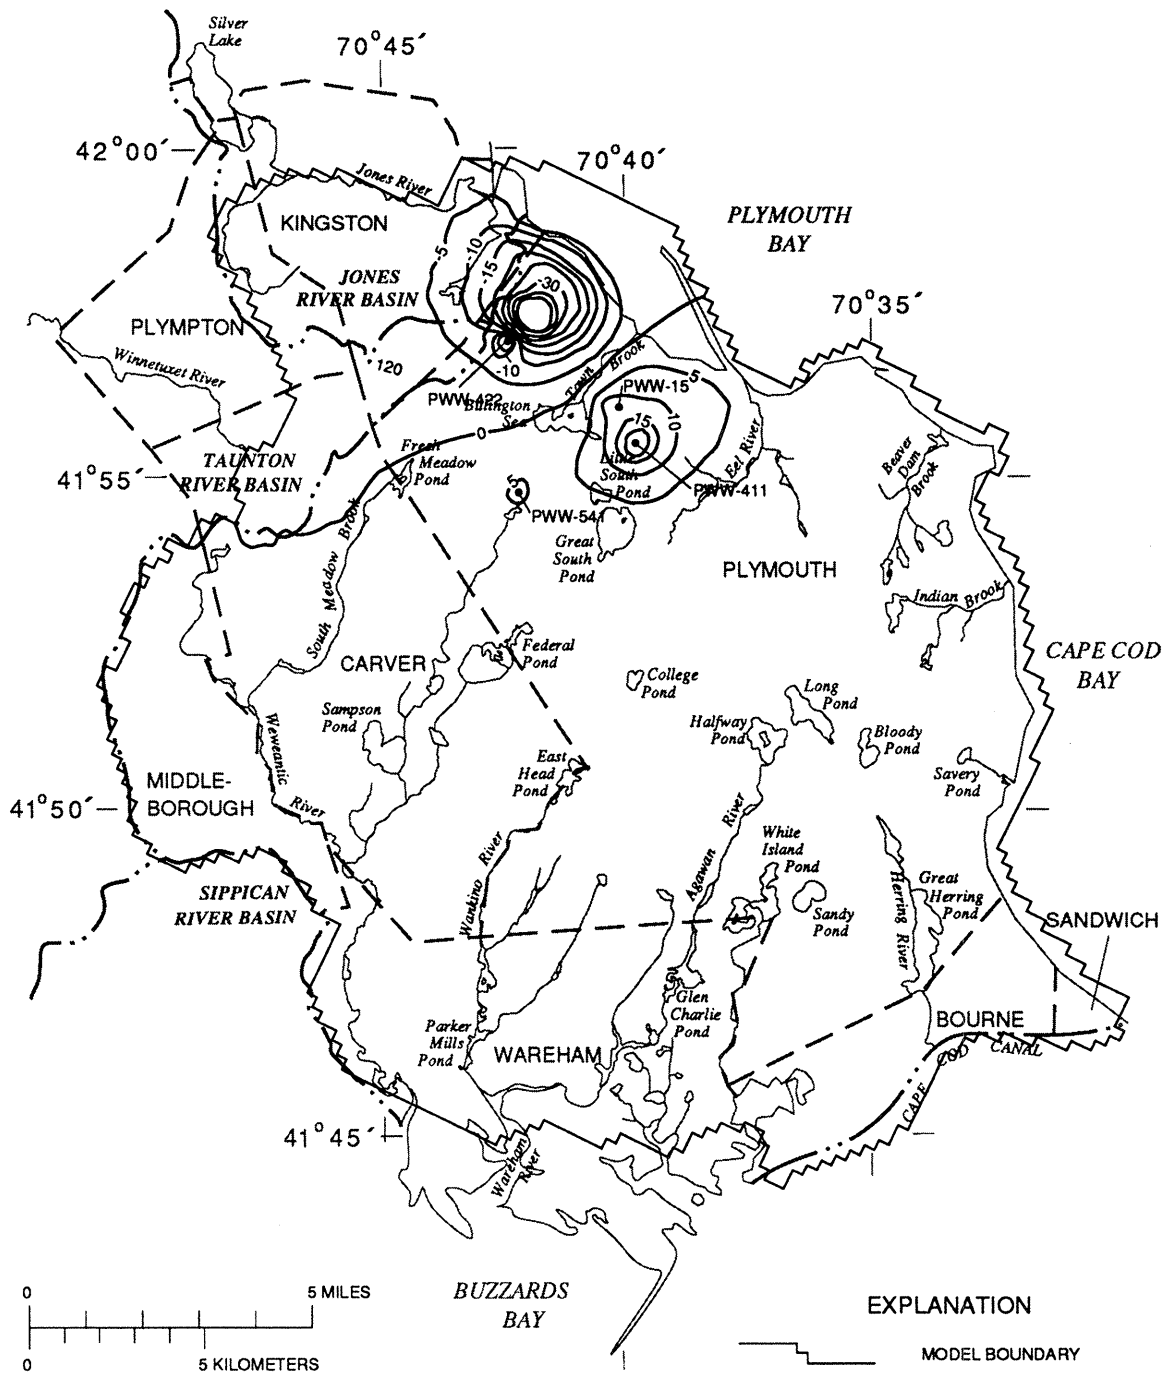 Silver
Lake
70°45′
42°00′
70°40′
Jones River
KINGSTON
PLYMOUTH
BAY
-5
-10
-15
-30
JONES
RIVER BASIN
70°35′
PLYMPTON
Winnetuxet River
120
-10
Town Brook
PWW-422
Billington
Sea
PWW-15
5
10
15
0
Eel River
Beaver
Dam
Brook
TAUNTON
RIVER BASIN
41°55′
Fresh
Meadow
Pond
Little
South
Pond
PWW-411
5
PWW-541
Great
South
Pond
PLYMOUTH
South Meadow Brook
Indian Brook
CARVER
Federal
Pond
College
Pond
CAPE COD
BAY
Sampson
Pond
Long
Pond
Halfway
Pond
Bloody
Pond
Weweantic
River
East
Head
Pond
Savery
Pond
MIDDLE-
BOROUGH
41°50′
White
Island
Pond
Agawan River
Wankino River
SIPPICAN
RIVER BASIN
Herring River
Great
Herring
Pond
Sandy
Pond
SANDWICH
Glen
Charlie
Pond
Parker
Mills
Pond
WAREHAM
BOURNE
CAPE COD CANAL
41°45′
Wareham
River
BUZZARDS
BAY
0 5 MILES
0 5 KILOMETERS
EXPLANATION
MODEL BOUNDARY